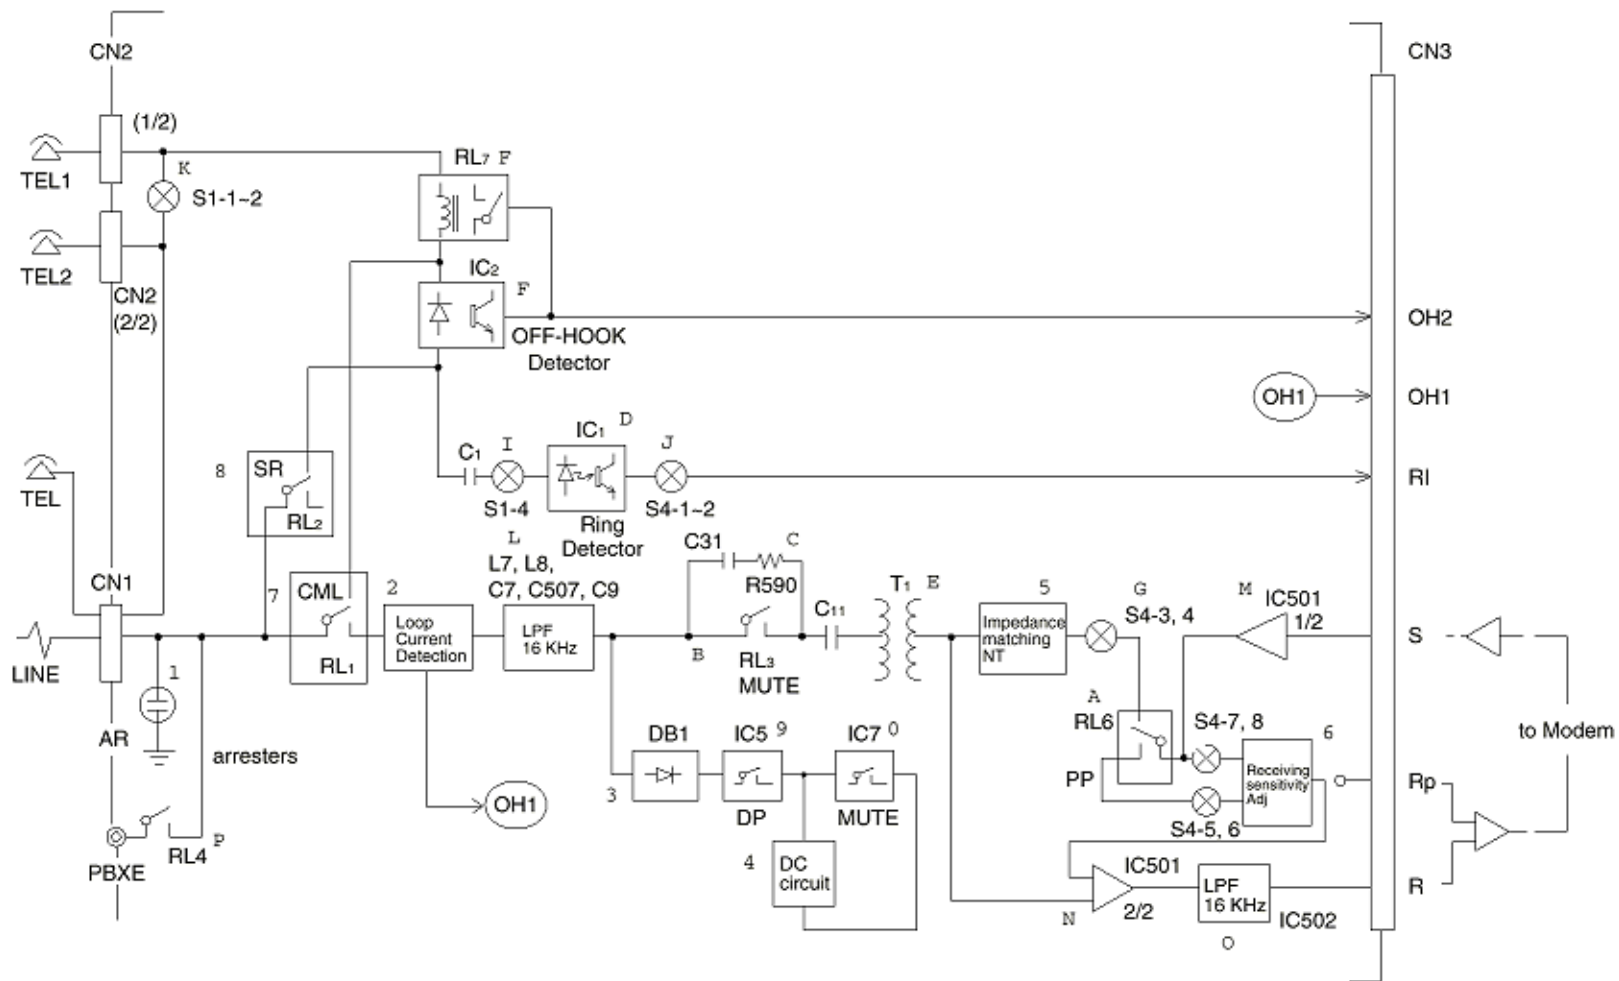 CN2
CN3
(1/2)
TEL1
K
S1-1~2
RL7 F
TEL2
CN2
(2/2)
IC2
F
OFF-HOOK
Detector
OH2
OH1
OH1
TEL
8
SR
RL2
C1
I
S1-4
IC1
D
Ring
Detector
J
S4-1~2
RI
L
L7, L8,
C7, C507, C9
C31
C
R590
CN1
7
CML
RL1
2
Loop
Current
Detection
LPF
16 KHz
B
RL3
MUTE
C11
T1
E
5
Impedance
matching
NT
G
S4-3, 4
M
IC501
1/2
S
LINE
1
AR
arresters
A
RL6
PP
S4-7, 8
S4-5, 6
6
Receiving
sensitivity
Adj
to Modem
Rp
DB1
3
IC5
9
DP
IC7
0
MUTE
OH1
4
DC
circuit
PBXE
RL4
P
IC501
2/2
N
LPF
16 KHz
IC502
O
R